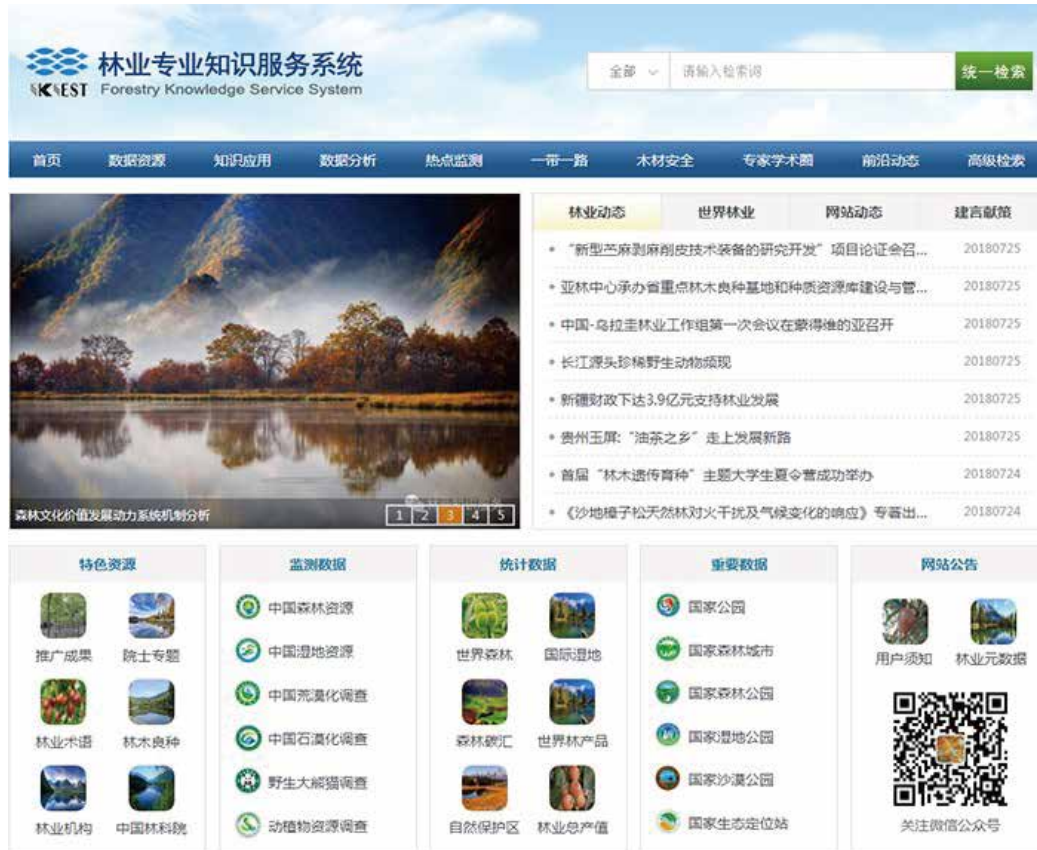 林业专业知识服务系统
IKNEST Forestry Knowledge Service System
全部 请输入检索词 统一检索
首页 数据资源 知识应用 数据分析 热点监测 一带一路 木材安全 专家学术圈 前沿动态 高级检索
林业动态 世界林业 网站动态 建言献策
“新型苎麻剥麻削皮技术装备的研究开发”项目论证会召... 20180725
亚林中心承办省重点林木良种基地和种质资源库建设与管... 20180725
中国-乌拉圭林业工作组第一次会议在蒙得维的亚召开 20180725
长江源头珍稀野生动物频现 20180725
新疆财政下达3.9亿元支持林业发展 20180725
贵州玉屏:“油茶之乡”走上发展新路 20180725
首届“林木遗传育种”主题大学生夏令营成功举办 20180724
《沙地樟子松天然林对火干扰及气候变化的响应》专著出... 20180724
森林文化价值发展动力系统机制分析 1 2 3 4 5
特色资源
推广成果 院士专题
林业术语 林木良种
林业机构 中国林科院
监测数据
中国森林资源
中国湿地资源
中国荒漠化调查
中国石漠化调查
野生大熊猫调查
动植物资源调查
统计数据
世界森林 国际湿地
森林碳汇 世界林产品
自然保护区 林业总产值
重要数据
国家公园
国家森林城市
国家森林公园
国家湿地公园
国家沙漠公园
国家生态定位站
网站公告
用户须知 林业元数据
关注微信公众号